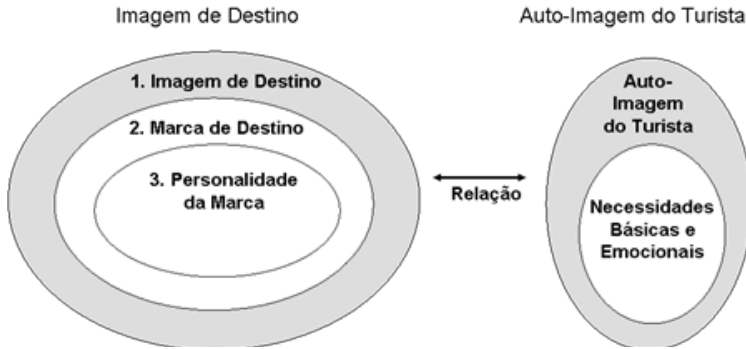 Imagem de Destino
Auto-Imagem do Turista
1. Imagem de Destino
2. Marca de Destino
3. Personalidade
da Marca
Relação
Auto-
Imagem
do Turista
Necessidades
Básicas e
Emocionais